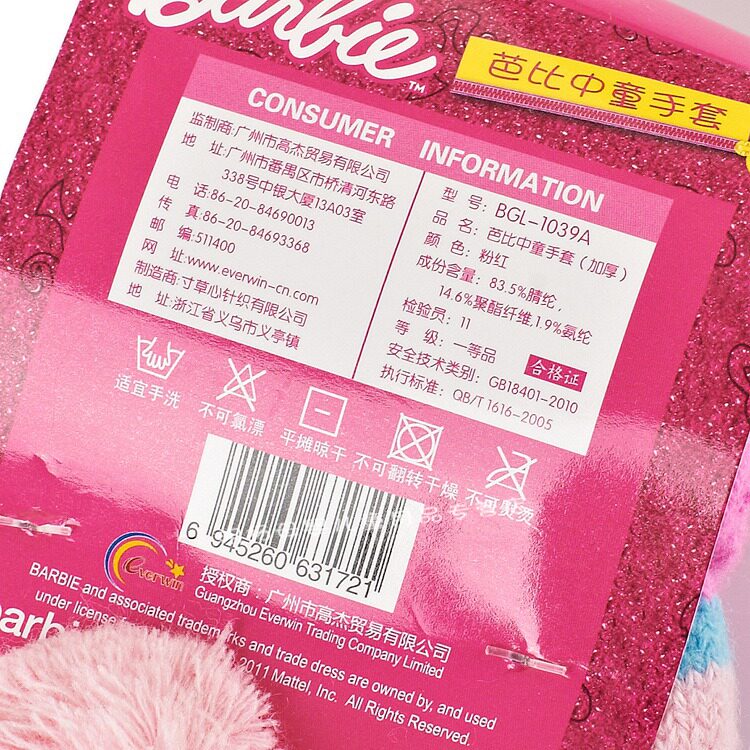 Barbie™
芭比中童手套
CONSUMER INFORMATION
监制商:广州市高杰贸易有限公司
地 址:广州市番禺区市桥清河东路
338号中银大厦13A03室
电 话:86-20-84690013
传 真:86-20-84693368
邮 编:511400
网 址:www.everwin-cn.com
制造商:寸草心针织有限公司
地 址:浙江省义乌市义亭镇
型 号: BGL-1039A
品 名: 芭比中童手套(加厚)
颜 色: 粉红
成份含量: 83.5%腈纶,
14.6%聚酯纤维,1.9%氨纶
检验员: 11
等 级: 一等品
安全技术类别: GB18401-2010
执行标准: QB/T 1616-2005
合格证
适宜手洗
不可氯漂
平摊晾干
不可翻转干燥
不可熨烫
6 945260 631721
everwin
授权商:广州市高杰贸易有限公司
Guangzhou Everwin Trading Company Limited
BARBIE and associated trademarks and trade dress are owned by, and used
under license
2011 Mattel, Inc. All Rights Reserved.